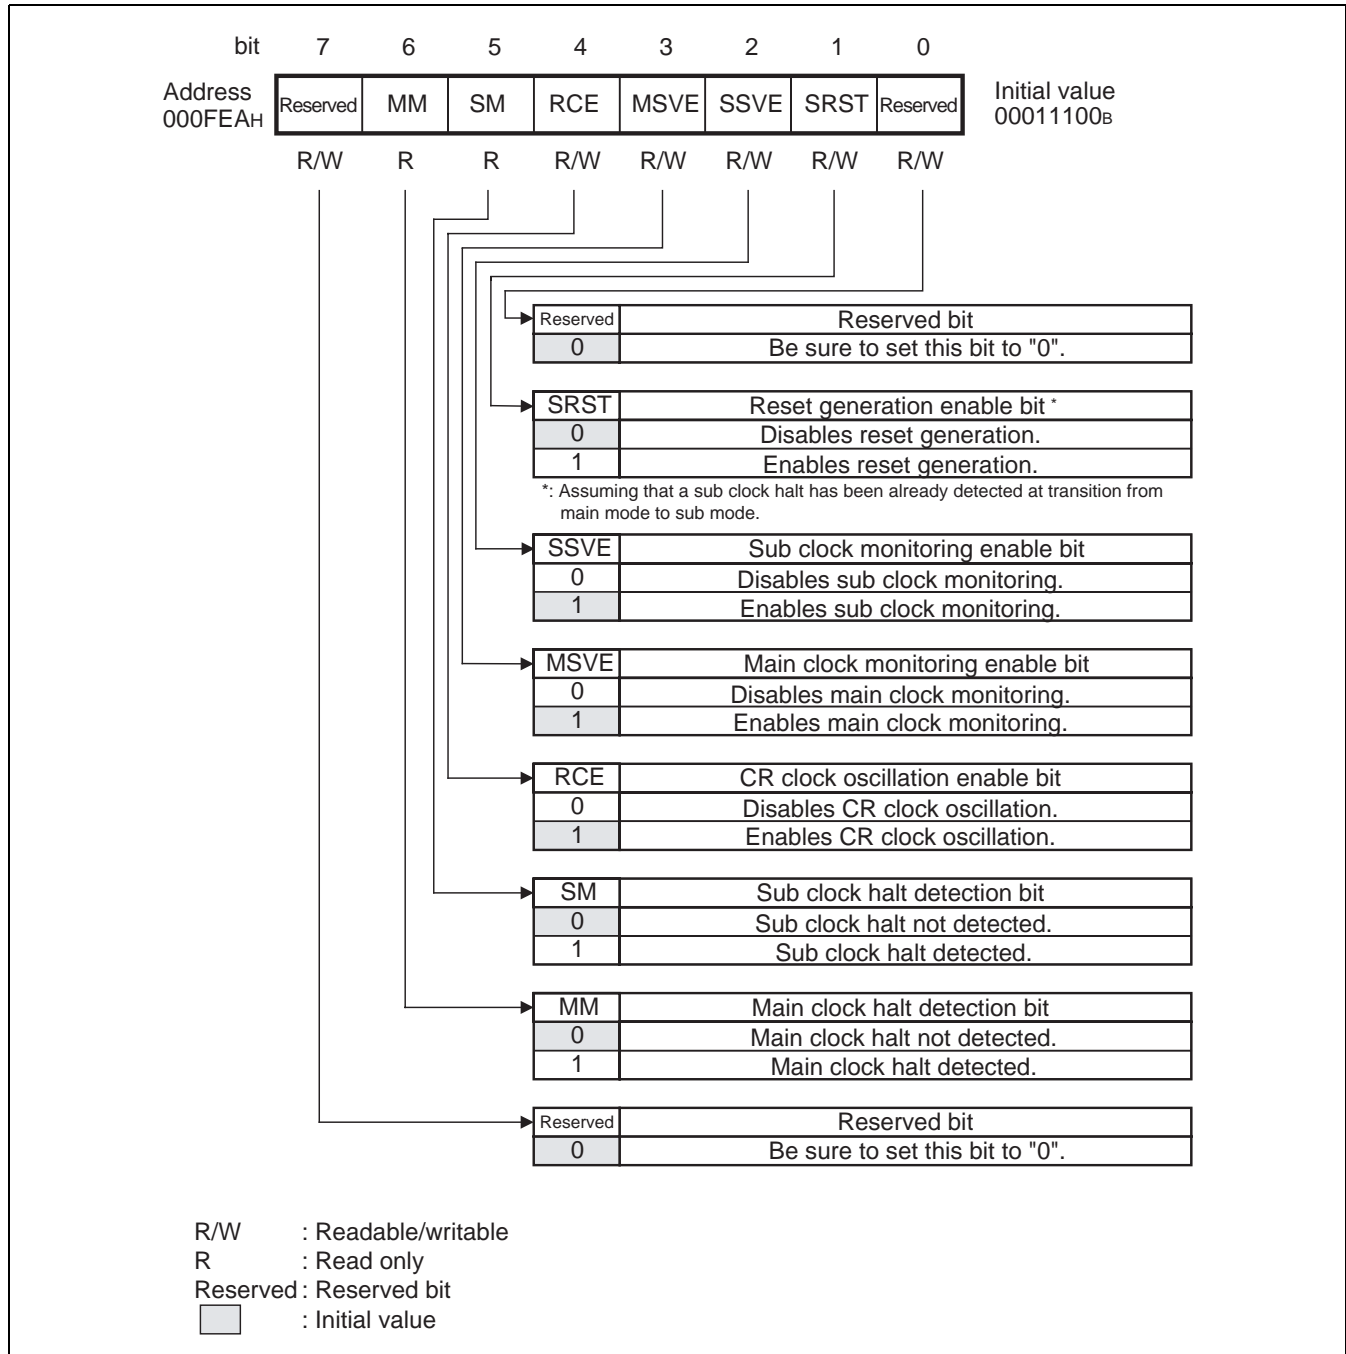 bit 7 6 5 4 3 2 1 0
Address
000FEAH
Reserved MM SM RCE MSVE SSVE SRST Reserved
Initial value
00011100B
R/W R R R/W R/W R/W R/W R/W
Reserved Reserved bit
0 Be sure to set this bit to "0".
SRST Reset generation enable bit *
0 Disables reset generation.
1 Enables reset generation.
*: Assuming that a sub clock halt has been already detected at transition from
main mode to sub mode.
SSVE Sub clock monitoring enable bit
0 Disables sub clock monitoring.
1 Enables sub clock monitoring.
MSVE Main clock monitoring enable bit
0 Disables main clock monitoring.
1 Enables main clock monitoring.
RCE CR clock oscillation enable bit
0 Disables CR clock oscillation.
1 Enables CR clock oscillation.
SM Sub clock halt detection bit
0 Sub clock halt not detected.
1 Sub clock halt detected.
MM Main clock halt detection bit
0 Main clock halt not detected.
1 Main clock halt detected.
Reserved Reserved bit
0 Be sure to set this bit to "0".
R/W : Readable/writable
R : Read only
Reserved : Reserved bit
: Initial value